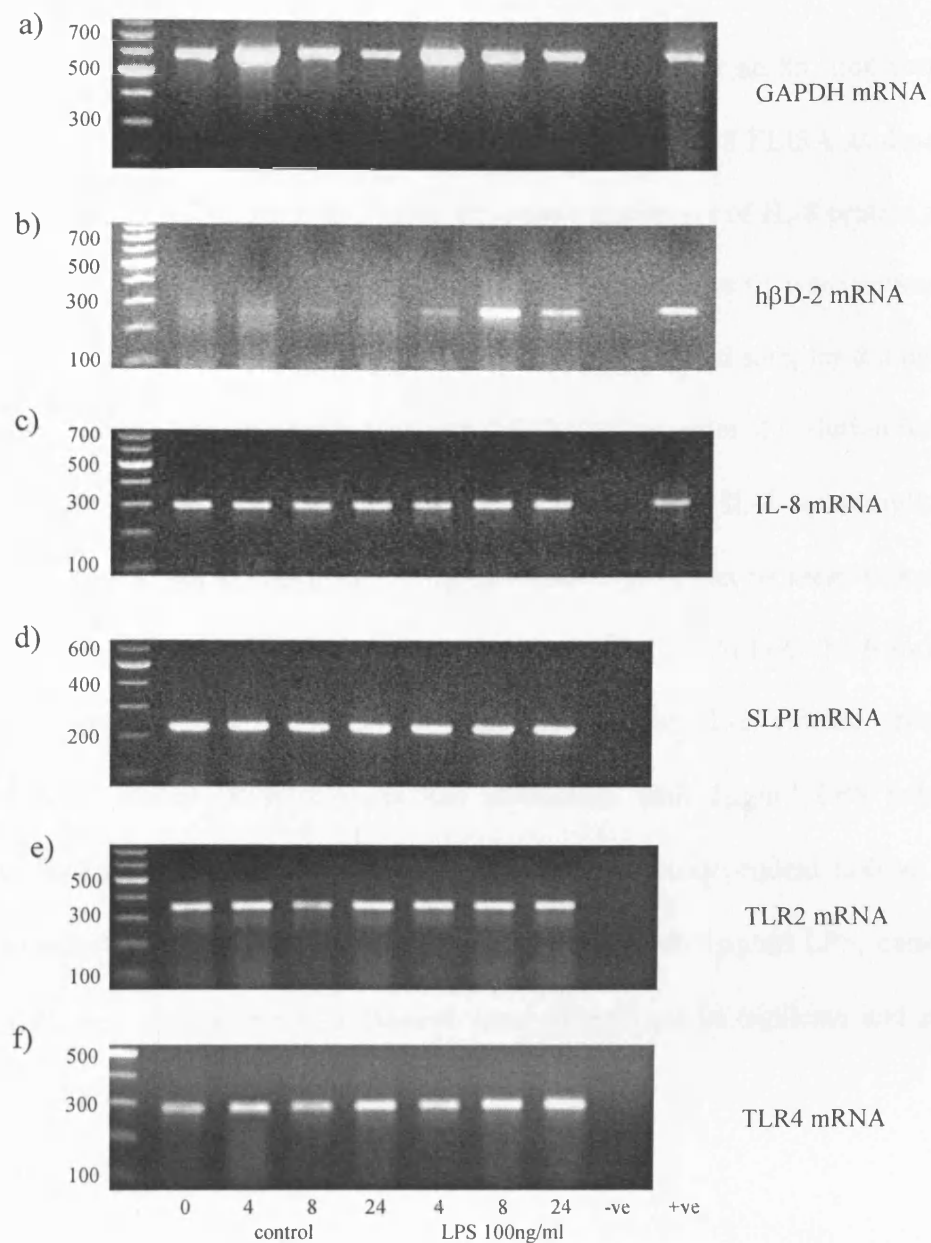 a)
700
500
300
GAPDH mRNA
b)
700
500
300
100
hβD-2 mRNA
c)
700
500
300
100
IL-8 mRNA
d)
600
400
200
SLPI mRNA
e)
500
300
100
TLR2 mRNA
f)
500
300
100
TLR4 mRNA
0 4 8 24 4 8 24 -ve +ve
control LPS 100ng/ml